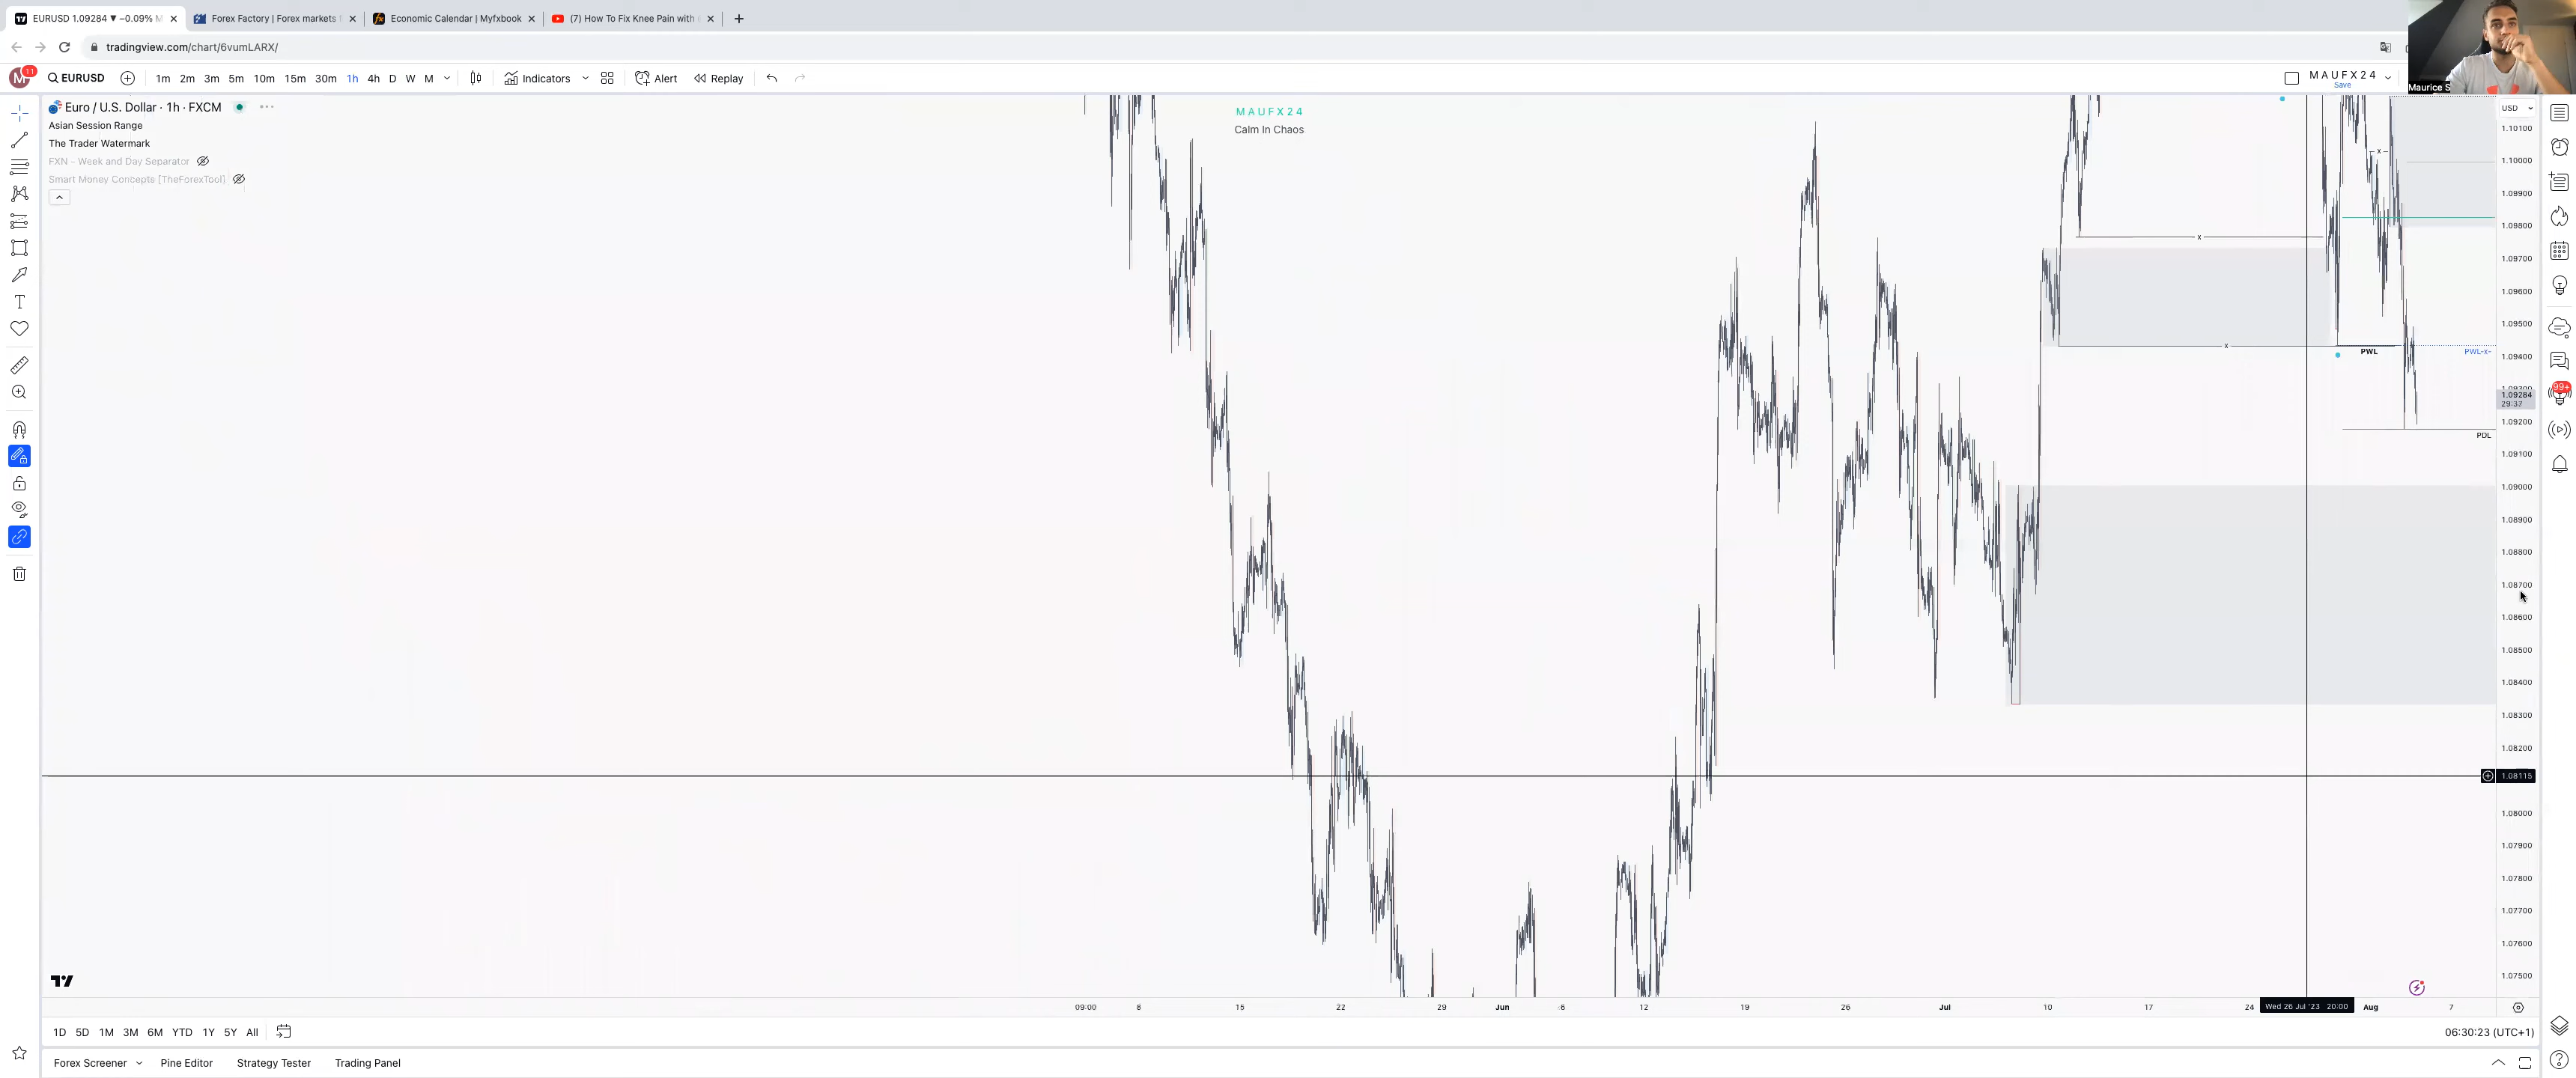 EURUSD 1.09284 ▼ −0.09% M
Forex Factory | Forex markets f
Economic Calendar | Myfxbook
(7) How To Fix Knee Pain with
tradingview.com/chart/6vumLARX/
M
11
EURUSD
1m 2m 3m 5m 10m 15m 30m 1h 4h D W M
Indicators
Alert
Replay
MAUFX24
Save
Maurice S
Euro / U.S. Dollar · 1h · FXCM
Asian Session Range
The Trader Watermark
FXN - Week and Day Separator
Smart Money Concepts [TheForexTool]
MAUFX24
Calm In Chaos
USD
1.10100
1.10000
1.09900
1.09800
1.09700
1.09600
1.09500
1.09400
1.09300
1.09284
29:37
1.09200
1.09100
1.09000
1.08900
1.08800
1.08700
1.08600
1.08500
1.08400
1.08300
1.08200
1.08115
1.08000
1.07900
1.07800
1.07700
1.07600
1.07500
x
x
x
PWL
PWL-x-
PDL
99+
09:00 8 15 22 29 Jun 6 12 19 26 Jul 10 17 24 Wed 26 Jul '23 20:00 Aug 7
1D 5D 1M 3M 6M YTD 1Y 5Y All
06:30:23 (UTC+1)
Forex Screener
Pine Editor
Strategy Tester
Trading Panel